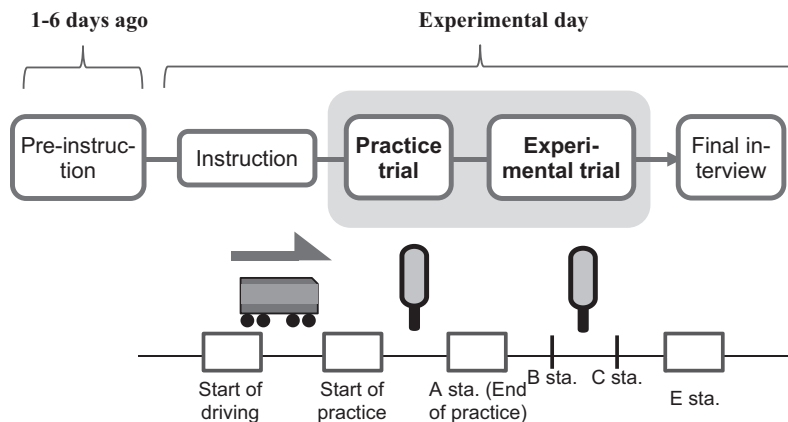 1-6 days ago
Experimental day
Pre-instruc-
tion
Instruction
Practice
trial
Experi-
mental trial
Final in-
terview
Start of
driving
Start of
practice
A sta. (End
of practice)
B sta.
C sta.
E sta.